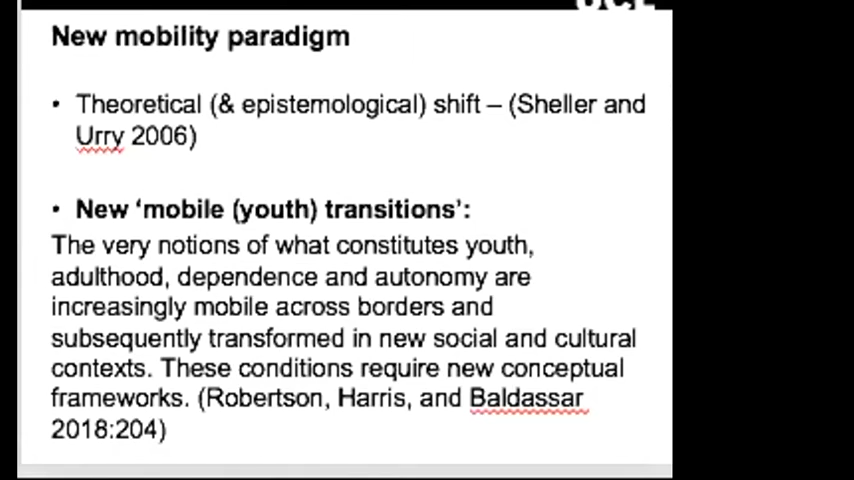 New mobility paradigm
• Theoretical (& epistemological) shift – (Sheller and
Urry 2006)
• New ‘mobile (youth) transitions’:
The very notions of what constitutes youth,
adulthood, dependence and autonomy are
increasingly mobile across borders and
subsequently transformed in new social and cultural
contexts. These conditions require new conceptual
frameworks. (Robertson, Harris, and Baldassar
2018:204)